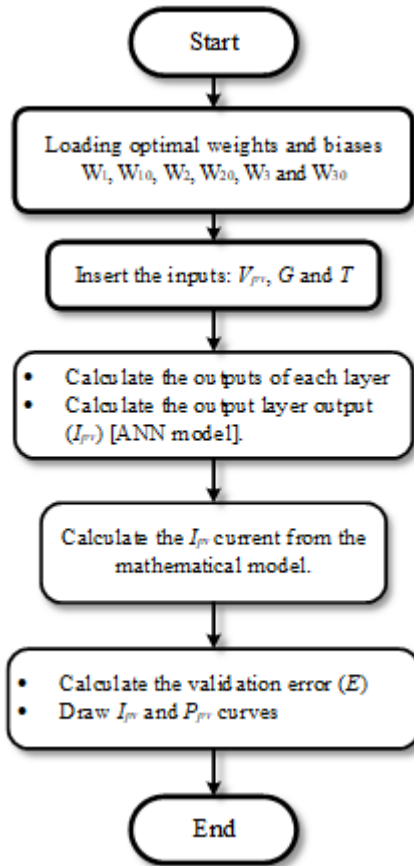 Start
Loading optimal weights and biases
W₁, W₁₀, W₂, W₂₀, W₃ and W₃₀
Insert the inputs: Vₚᵥ, G and T
• Calculate the outputs of each layer
• Calculate the output layer output
(Iₚᵥ) [ANN model].
Calculate the Iₚᵥ current from the
mathematical model.
• Calculate the validation error (E)
• Draw Iₚᵥ and Pₚᵥ curves
End